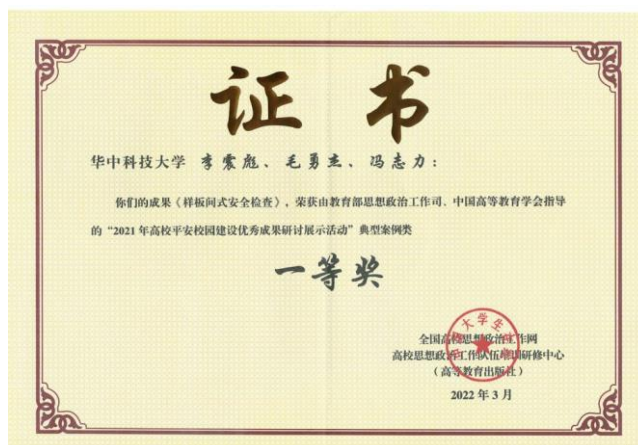 证书
华中科技大学 李震彪、毛勇杰、冯志力：
你们的成果《样板间式安全检查》，荣获由教育部思想政治工作司、中国高等教育学会指导
的“2021年高校平安校园建设优秀成果研讨展示活动”典型案例类
一等奖
全国高校思想政治工作网
高校思想政治工作队伍培训研修中心
（高等教育出版社）
2022年3月